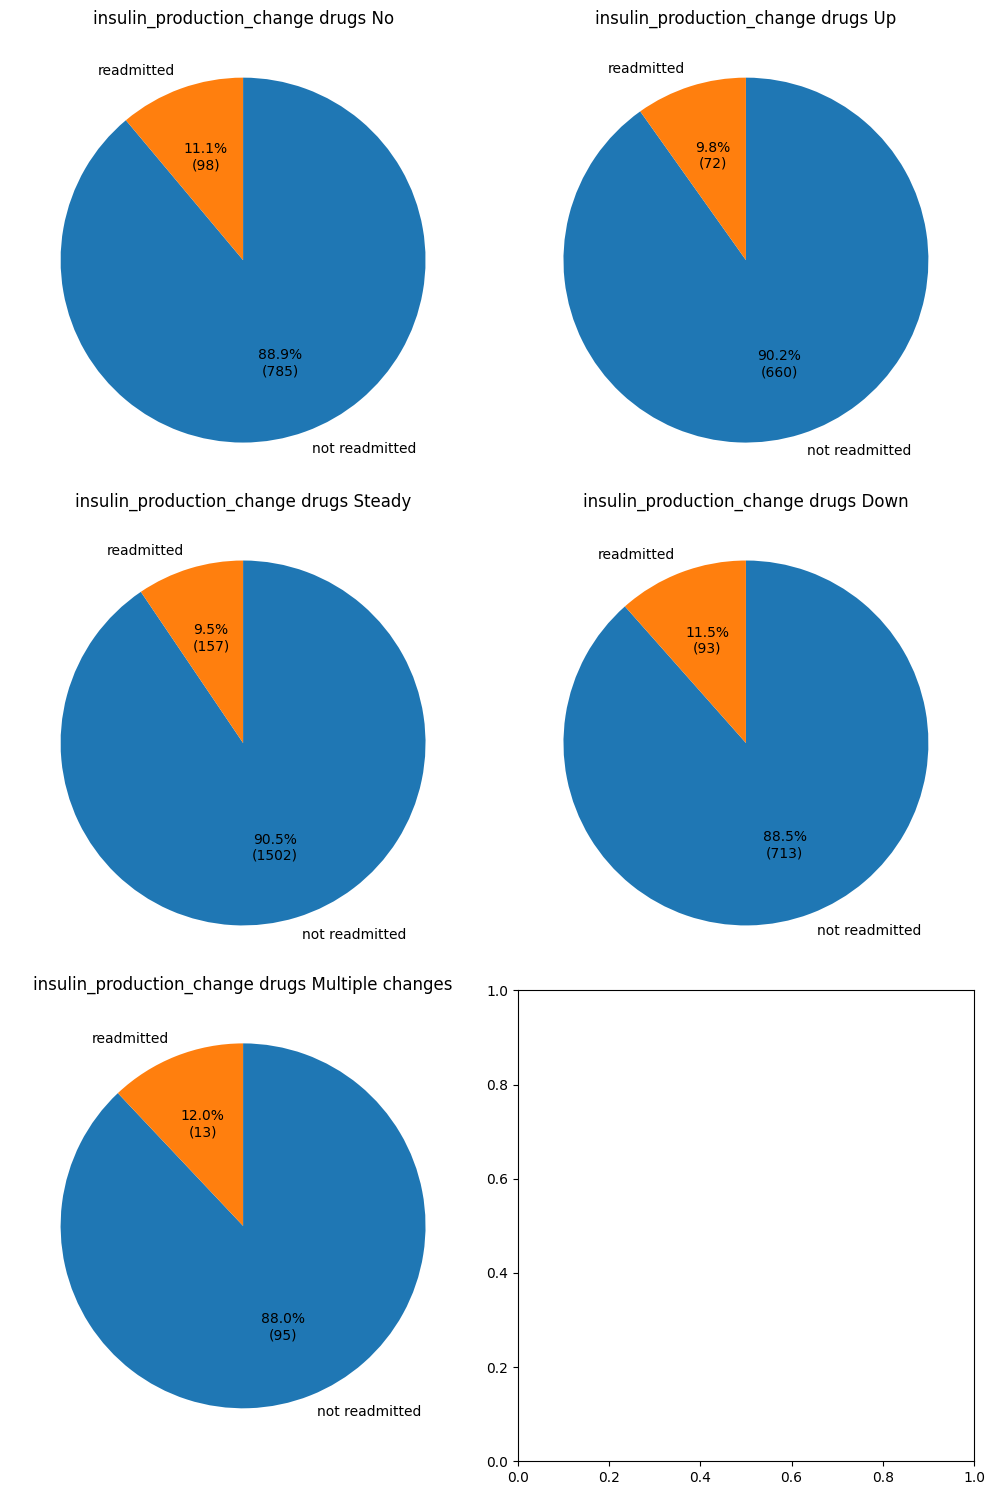 insulin_production_change drugs No
readmitted
11.1%
(98)
88.9%
(785)
not readmitted
insulin_production_change drugs Up
readmitted
9.8%
(72)
90.2%
(660)
not readmitted
insulin_production_change drugs Steady
readmitted
9.5%
(157)
90.5%
(1502)
not readmitted
insulin_production_change drugs Down
readmitted
11.5%
(93)
88.5%
(713)
not readmitted
insulin_production_change drugs Multiple changes
readmitted
12.0%
(13)
88.0%
(95)
not readmitted
1.0
0.8
0.6
0.4
0.2
0.0
0.0 0.2 0.4 0.6 0.8 1.0